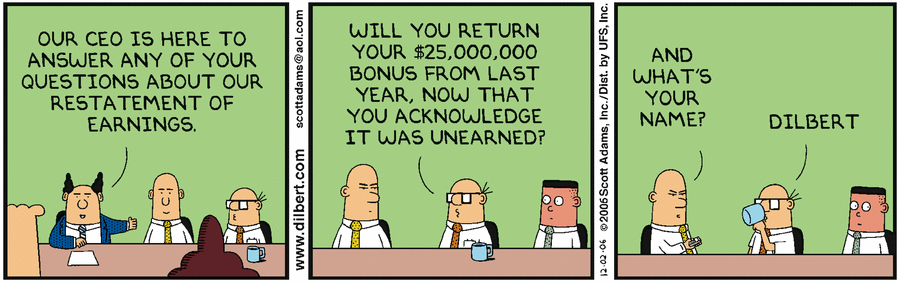 OUR CEO IS HERE TO
ANSWER ANY OF YOUR
QUESTIONS ABOUT OUR
RESTATEMENT OF
EARNINGS.
www.dilbert.com
scottadams@aol.com
WILL YOU RETURN
YOUR $25,000,000
BONUS FROM LAST
YEAR, NOW THAT
YOU ACKNOWLEDGE
IT WAS UNEARNED?
12-02-06 ©2006 Scott Adams, Inc./Dist. by UFS, Inc.
AND
WHAT'S
YOUR
NAME?
DILBERT